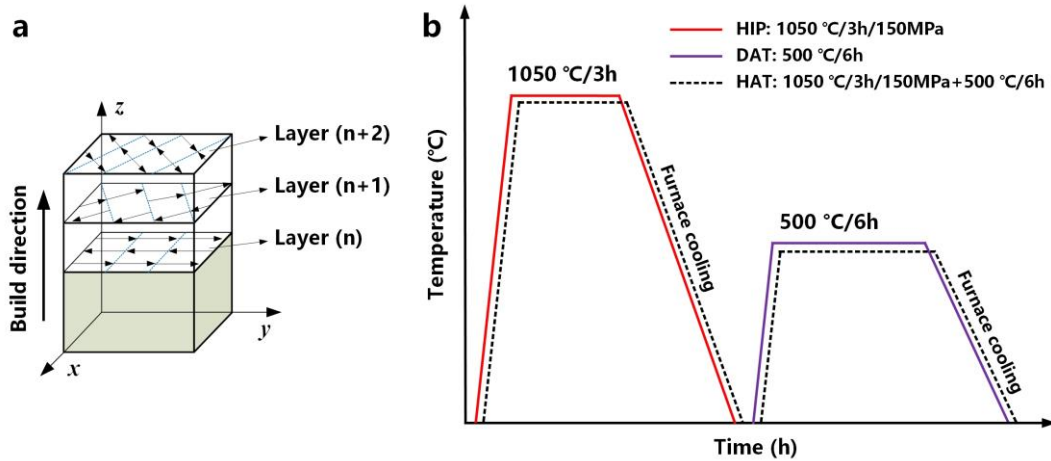 a
z
Layer (n+2)
Layer (n+1)
Layer (n)
Build direction
y
x
b
HIP: 1050 °C/3h/150MPa
DAT: 500 °C/6h
HAT: 1050 °C/3h/150MPa+500 °C/6h
1050 °C/3h
Furnace cooling
500 °C/6h
Furnace cooling
Temperature (°C)
Time (h)